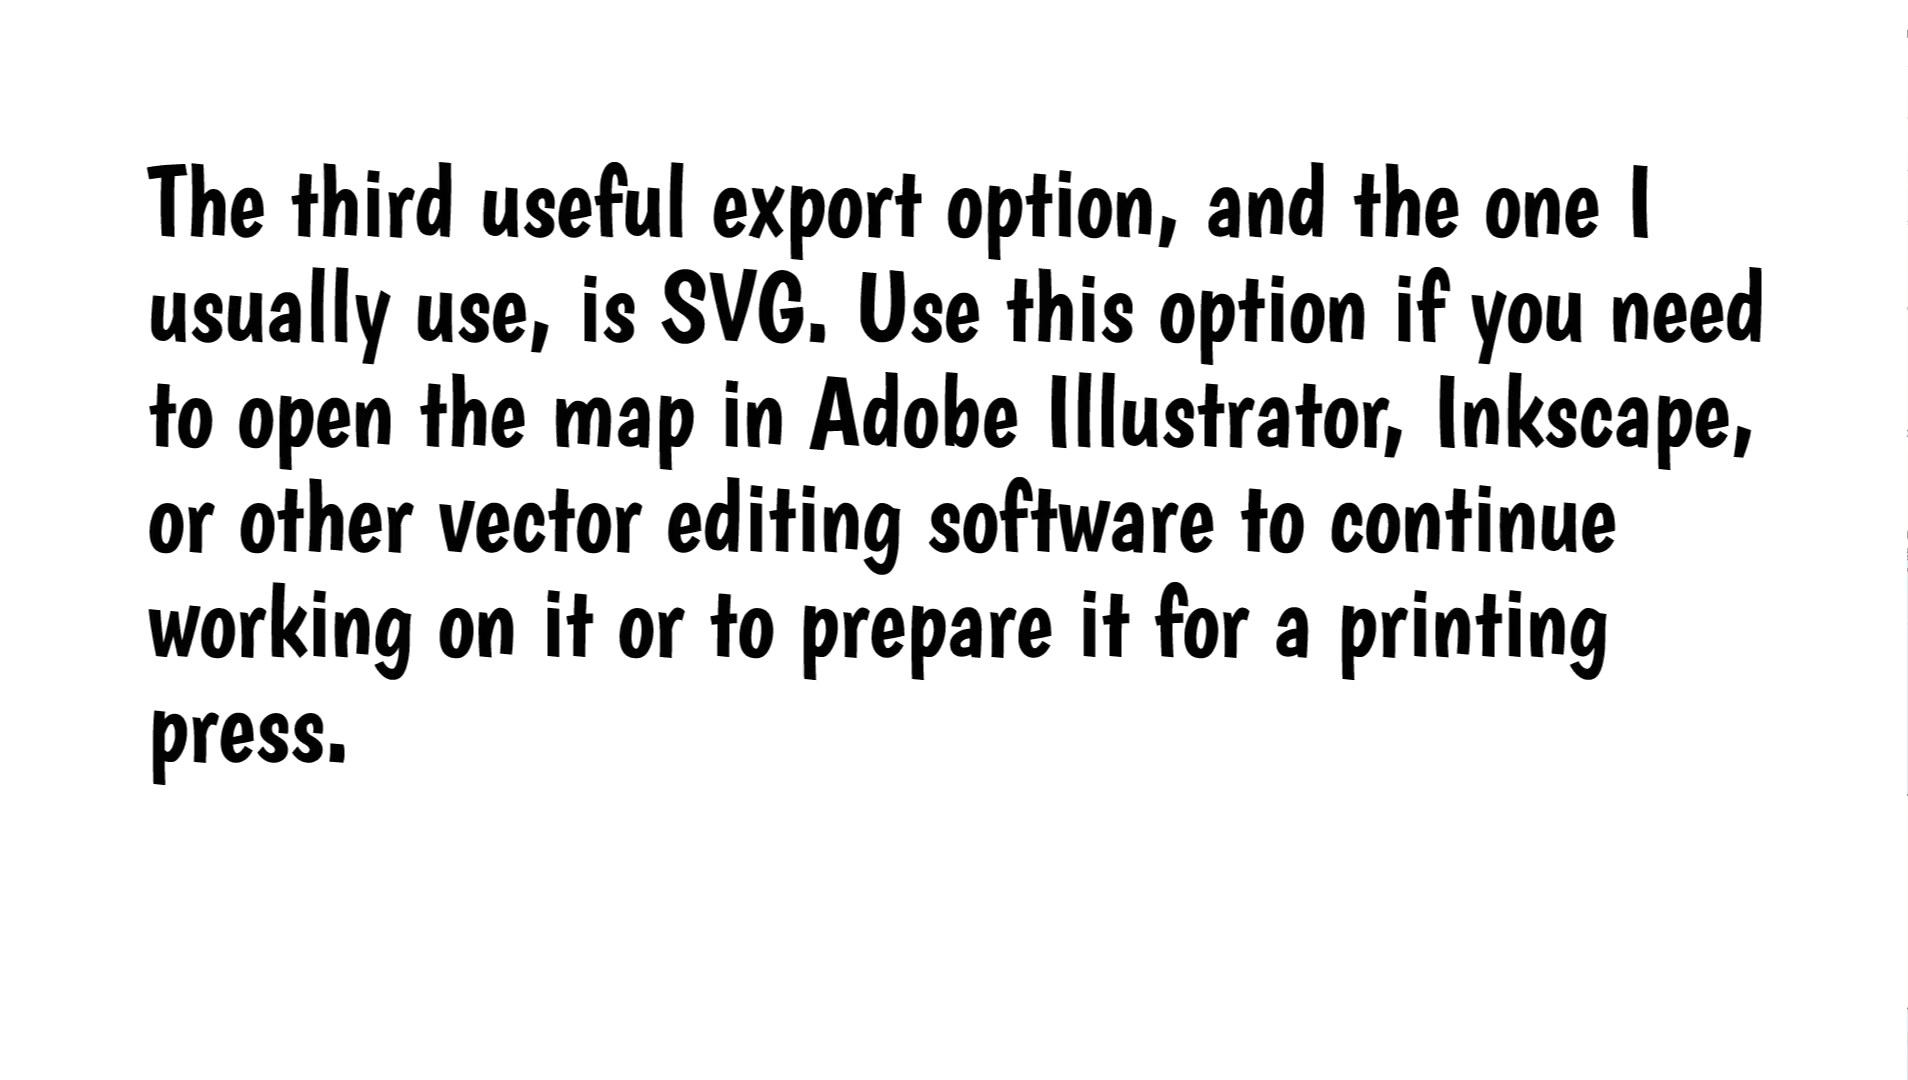 The third useful export option, and the one I
usually use, is SVG. Use this option if you need
to open the map in Adobe Illustrator, Inkscape,
or other vector editing software to continue
working on it or to prepare it for a printing
press.